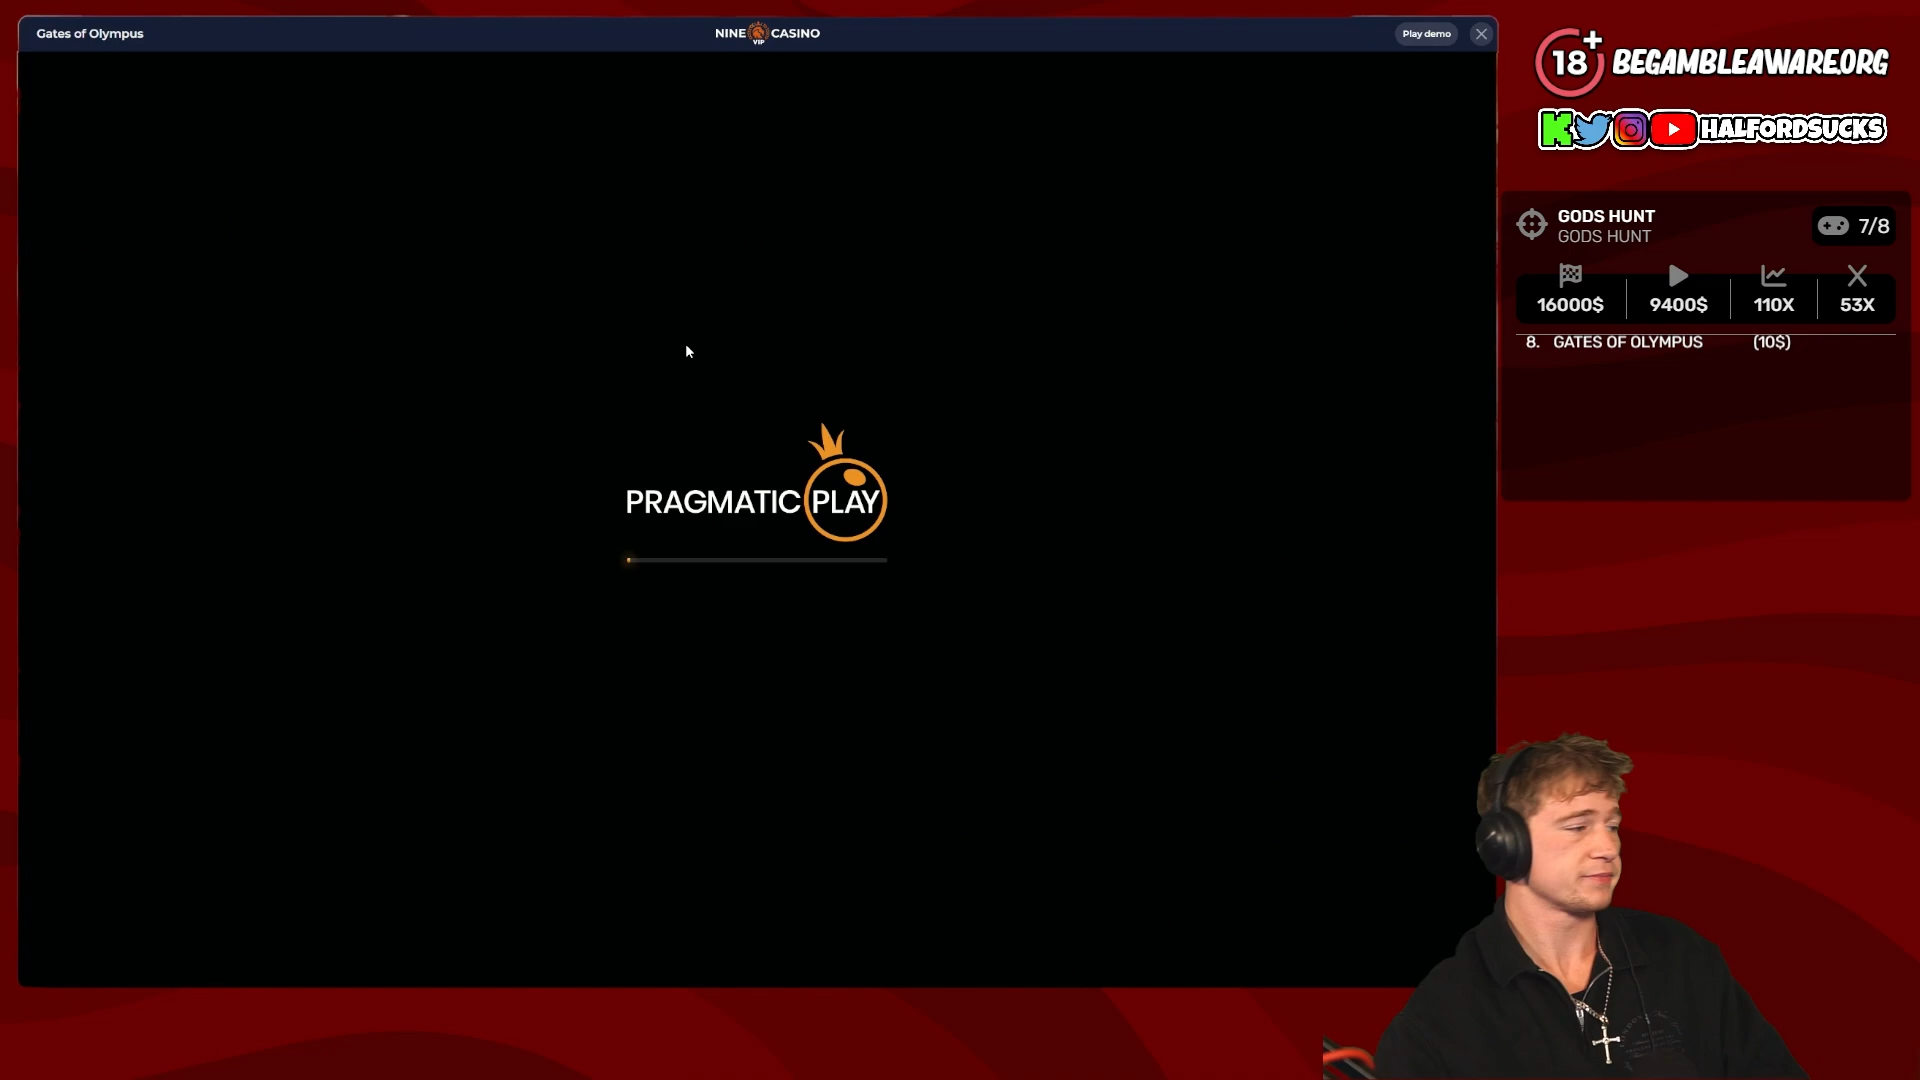 Gates of Olympus
NINE CASINO
VIP
Play demo
18+ BEGAMBLEAWARE.ORG
HALFORDSUCKS
GODS HUNT
GODS HUNT
7/8
16000$ 9400$ 110X 53X
8. GATES OF OLYMPUS (10$)
PRAGMATIC PLAY